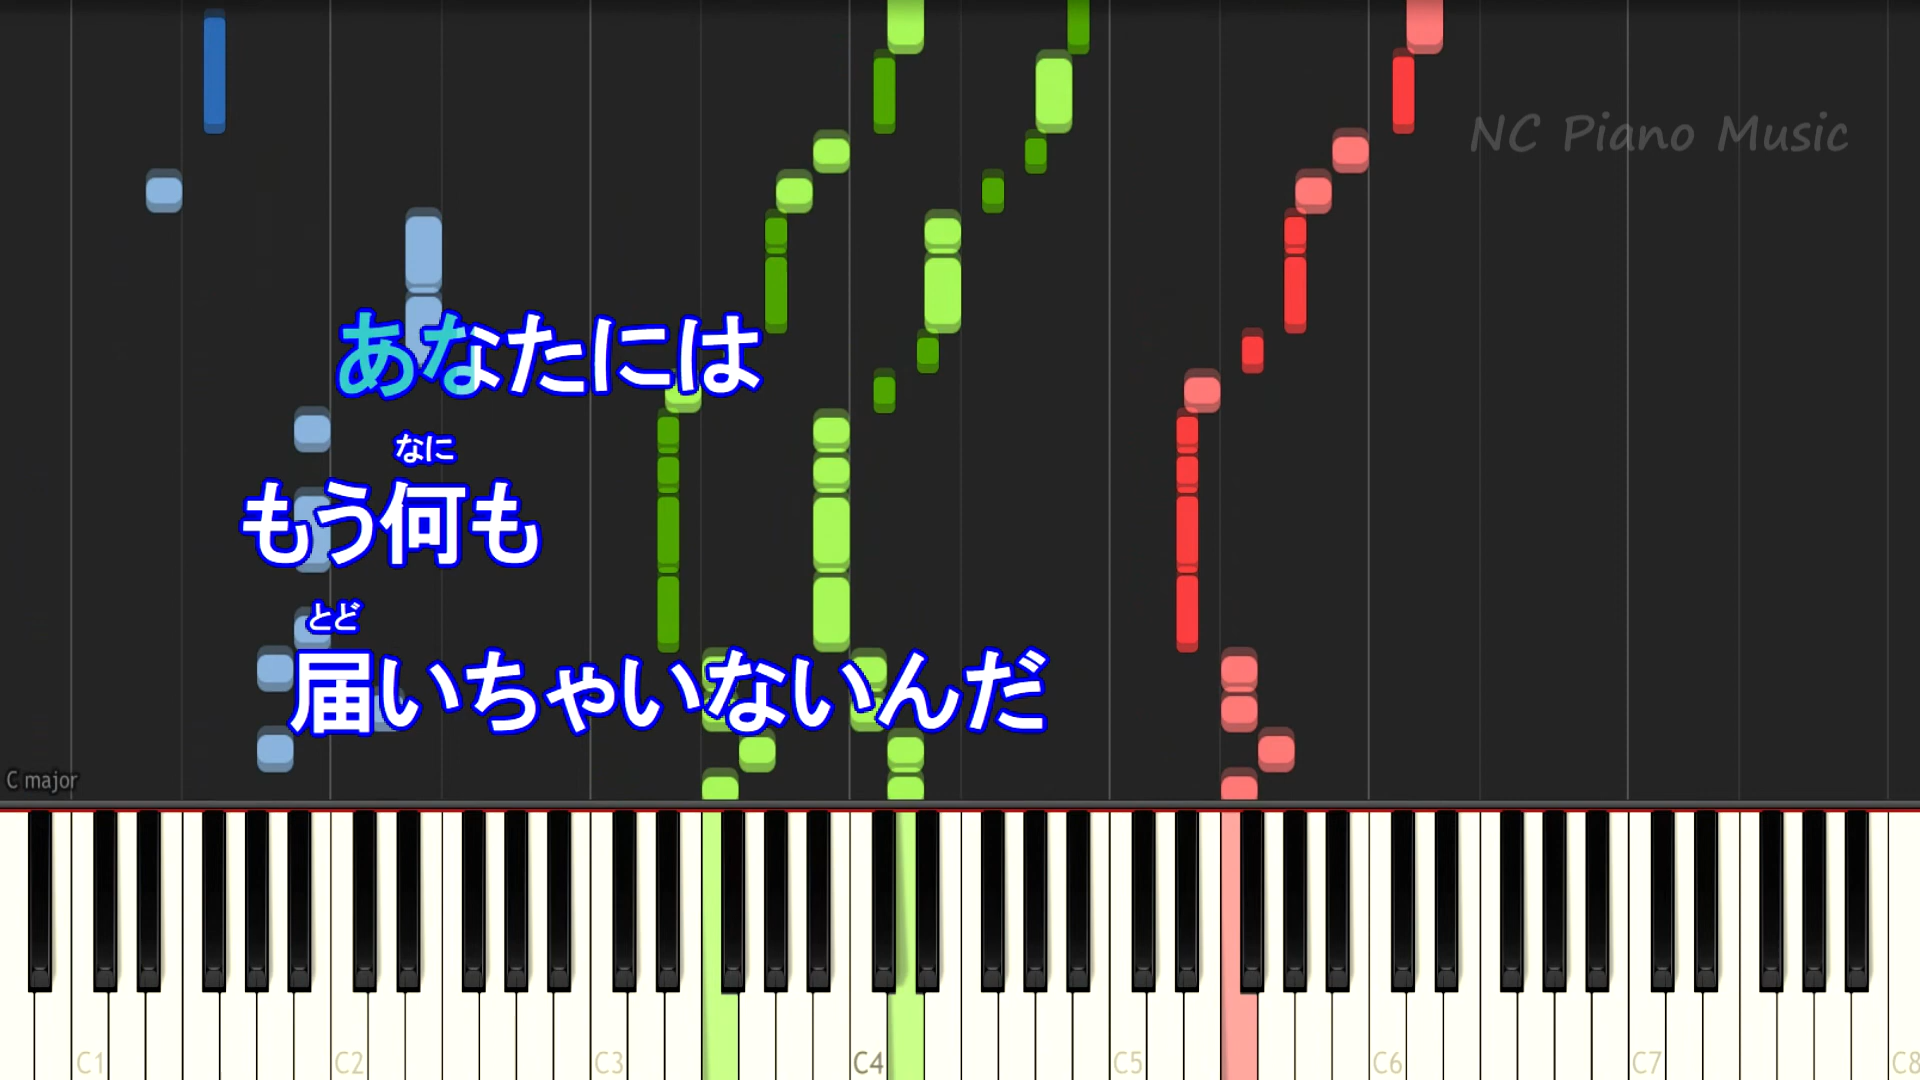 NC Piano Music
あなたには
なに
もう何も
とど
届いちゃいないんだ
C major
C1 C2 C3 C4 C5 C6 C7 C8